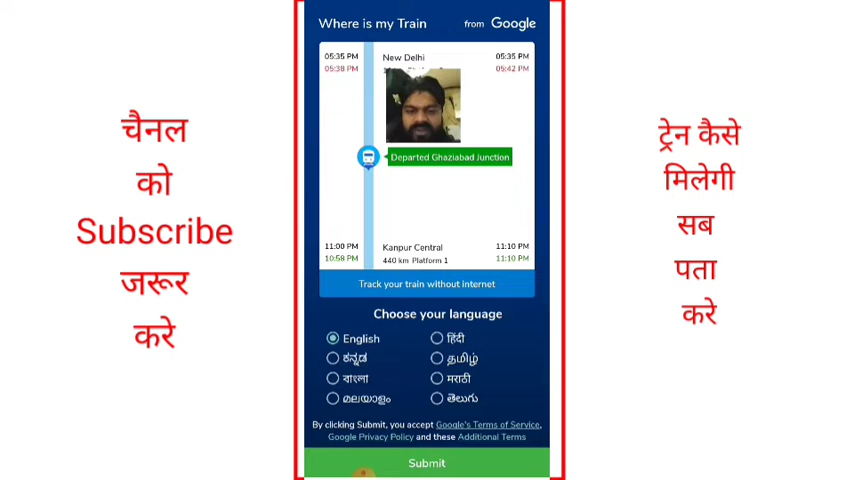 Where is my Train from Google
05:35 PM New Delhi 05:35 PM
05:38 PM 05:42 PM
Departed Ghaziabad Junction
11:00 PM Kanpur Central 11:10 PM
10:58 PM 440 km Platform 1 11:10 PM
Track your train without internet
Choose your language
English हिंदी
ಕನ್ನಡ தமிழ்
বাংলা मराठी
മലയാളം తెలుగు
By clicking Submit, you accept Google's Terms of Service,
Google Privacy Policy and these Additional Terms
Submit
चैनल
को
Subscribe
जरूर
करे
ट्रेन कैसे
मिलेगी
सब
पता
करे